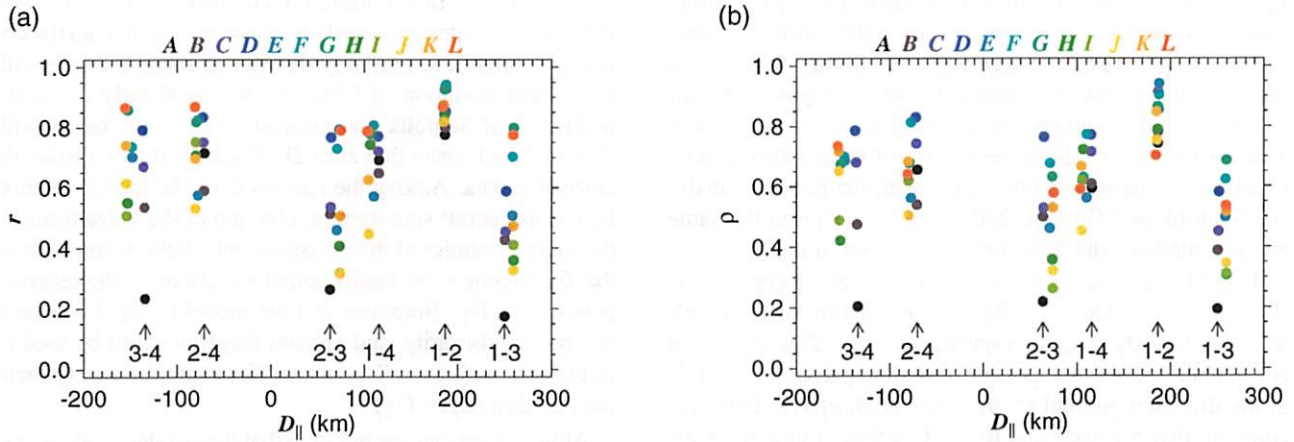 (a)
A B C D E F G H I J K L
1.0
0.8
0.6
0.4
0.2
0.0
r
3-4 2-4 2-3 1-4 1-2 1-3
-200 -100 0 100 200 300
D∥ (km)
(b)
A B C D E F G H I J K L
1.0
0.8
0.6
0.4
0.2
0.0
ρ
3-4 2-4 2-3 1-4 1-2 1-3
-200 -100 0 100 200 300
D∥ (km)